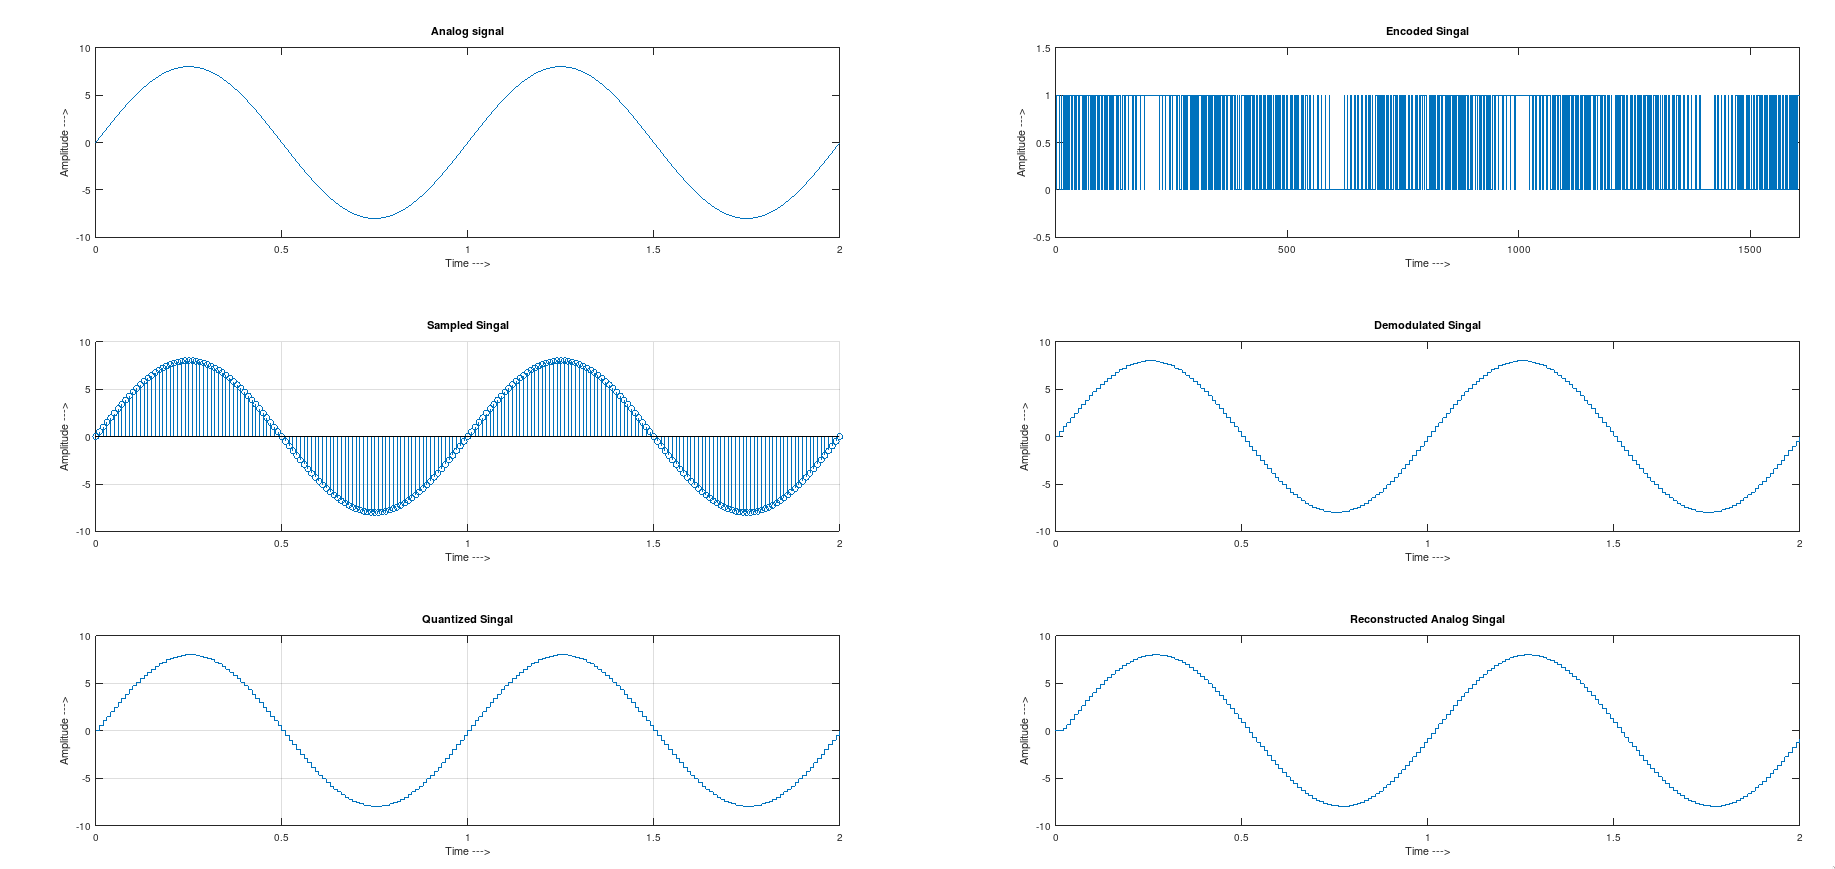 Analog signal
10
5
0
-5
-10
0 0.5 1 1.5 2
Amplitude --->
Time --->
Encoded Singal
1.5
1
0.5
0
-0.5
0 500 1000 1500
Amplitude --->
Time --->
Sampled Singal
10
5
0
-5
-10
0 0.5 1 1.5 2
Amplitude --->
Time --->
Demodulated Singal
10
5
0
-5
-10
0 0.5 1 1.5 2
Amplitude --->
Time --->
Quantized Singal
10
5
0
-5
-10
0 0.5 1 1.5 2
Amplitude --->
Time --->
Reconstructed Analog Singal
10
5
0
-5
-10
0 0.5 1 1.5 2
Amplitude --->
Time --->